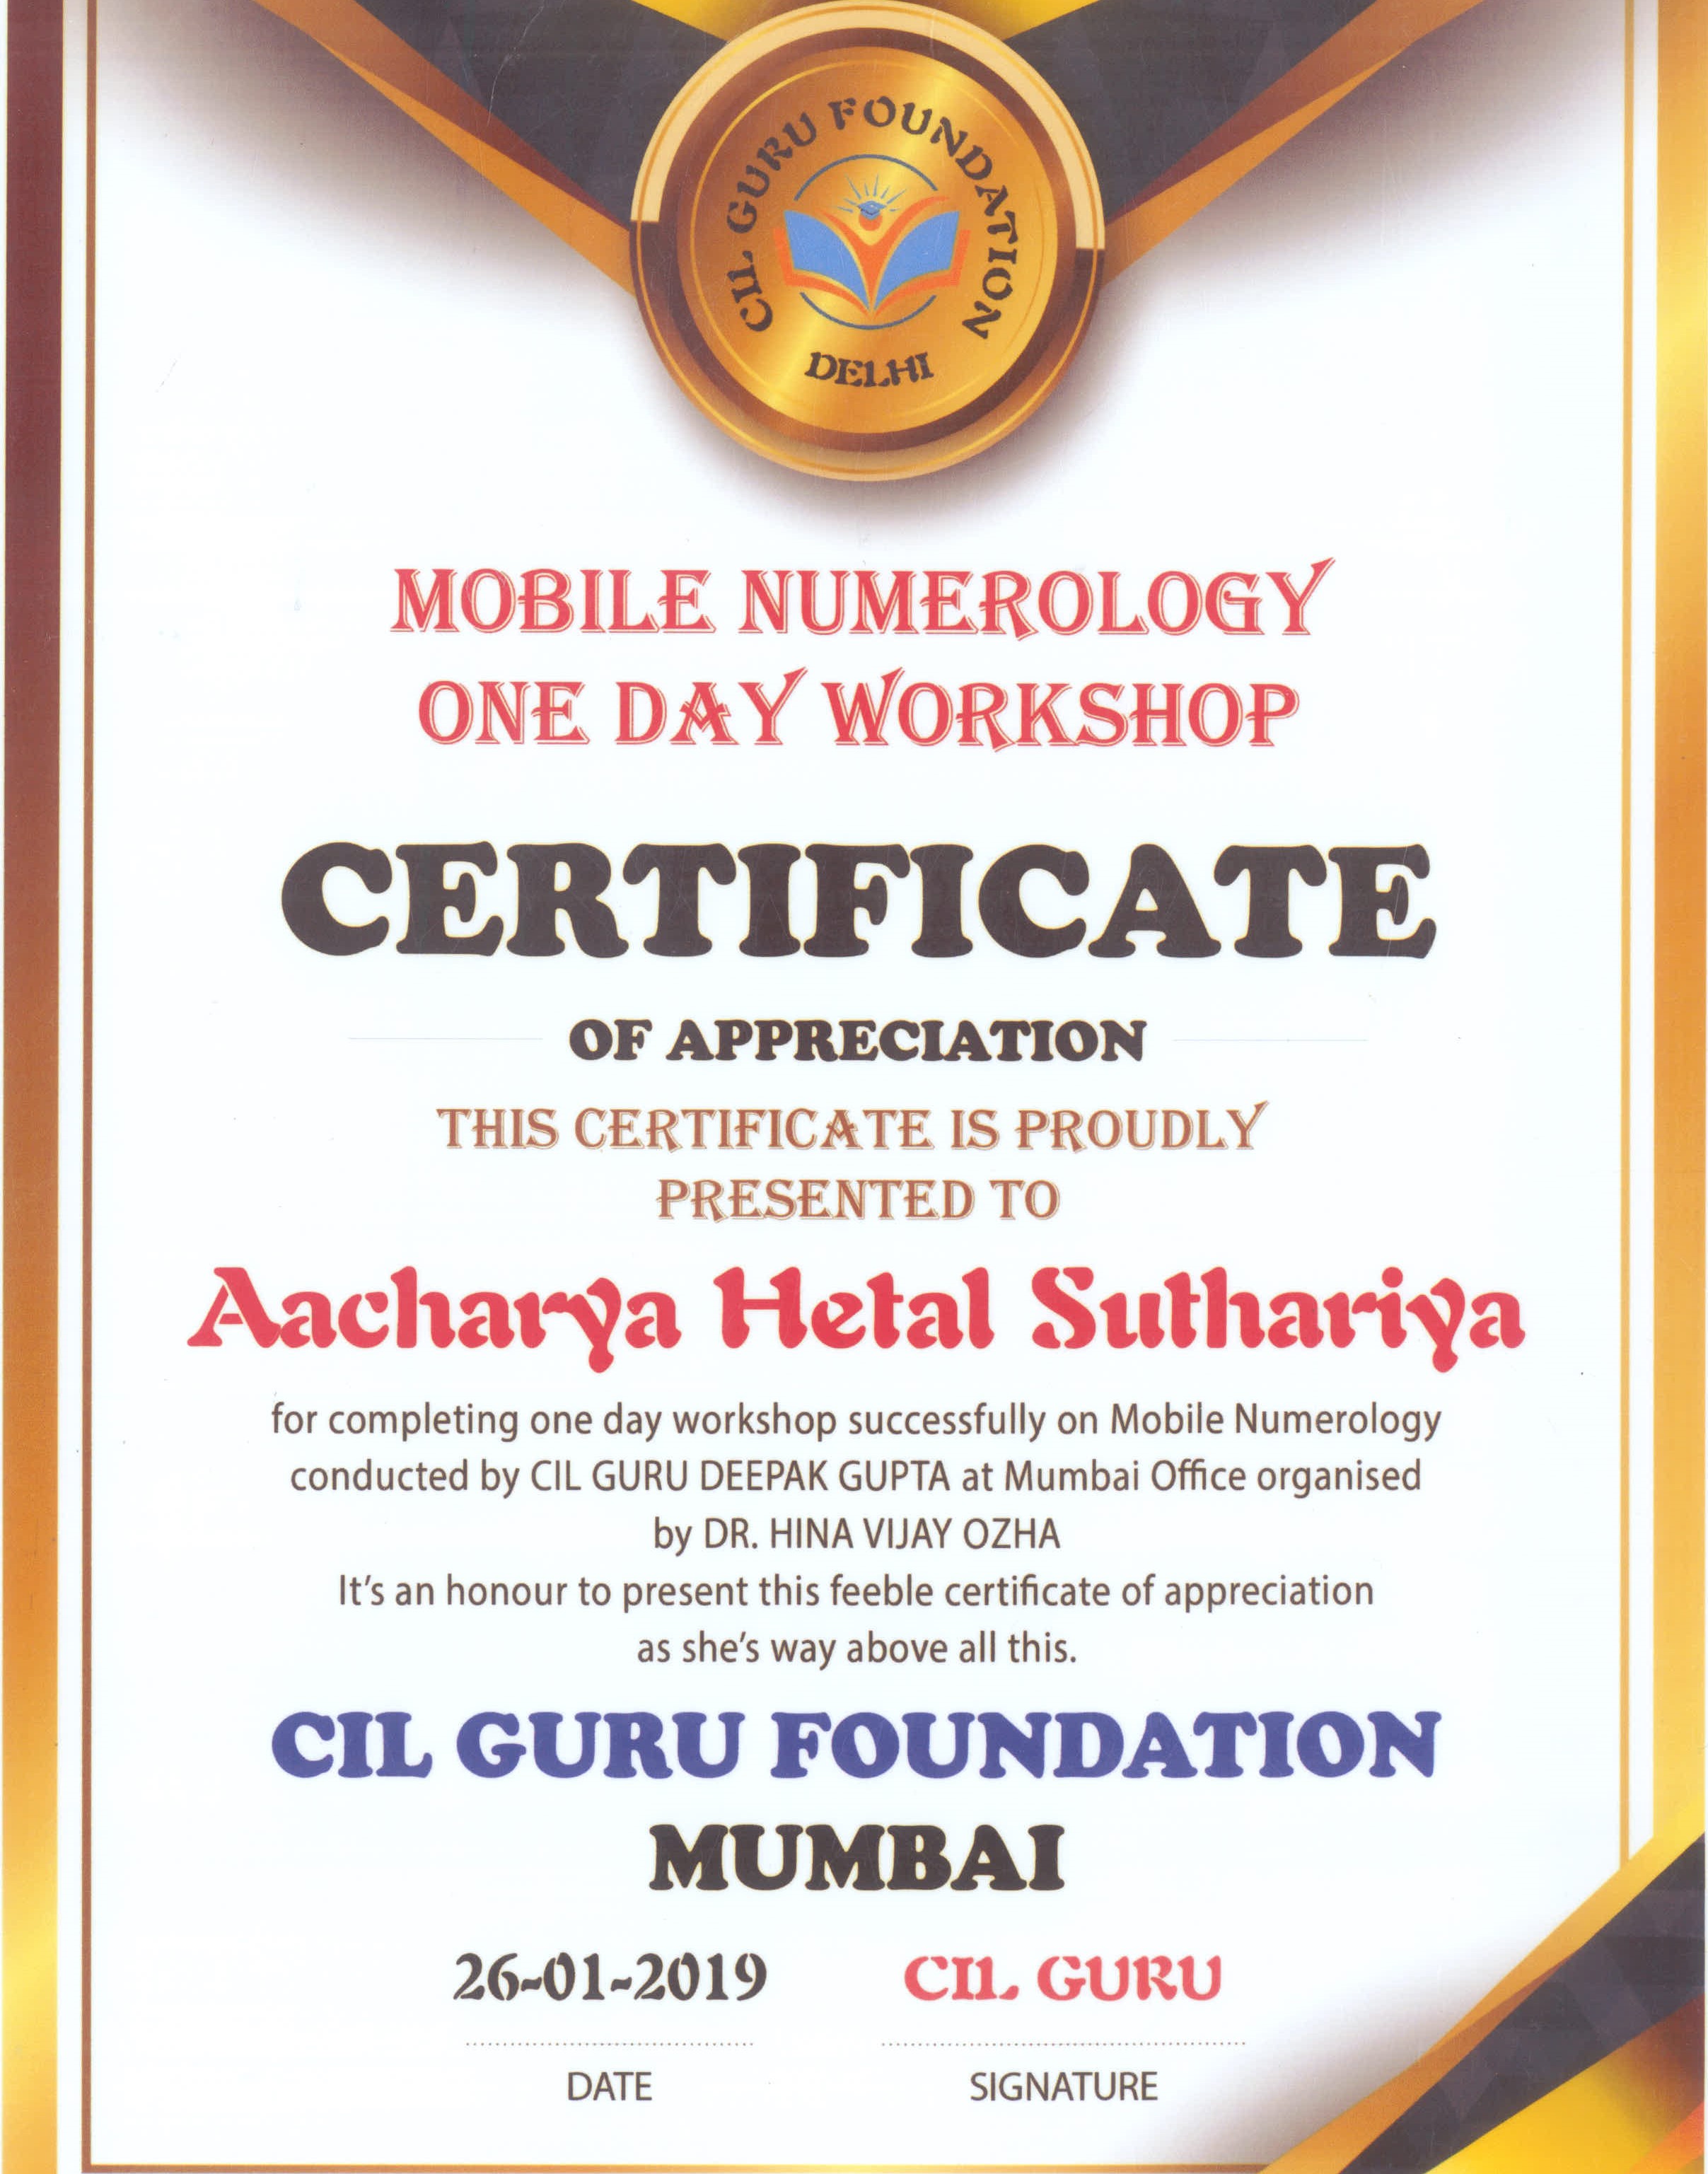 CIL GURU FOUNDATION
DELHI
MOBILE NUMEROLOGY
ONE DAY WORKSHOP
CERTIFICATE
OF APPRECIATION
THIS CERTIFICATE IS PROUDLY
PRESENTED TO
Aacharya Hetal Suthariya
for completing one day workshop successfully on Mobile Numerology
conducted by CIL GURU DEEPAK GUPTA at Mumbai Office organised
by DR. HINA VIJAY OZHA
It's an honour to present this feeble certificate of appreciation
as she's way above all this.
CIL GURU FOUNDATION
MUMBAI
26-01-2019 CIL GURU
DATE SIGNATURE